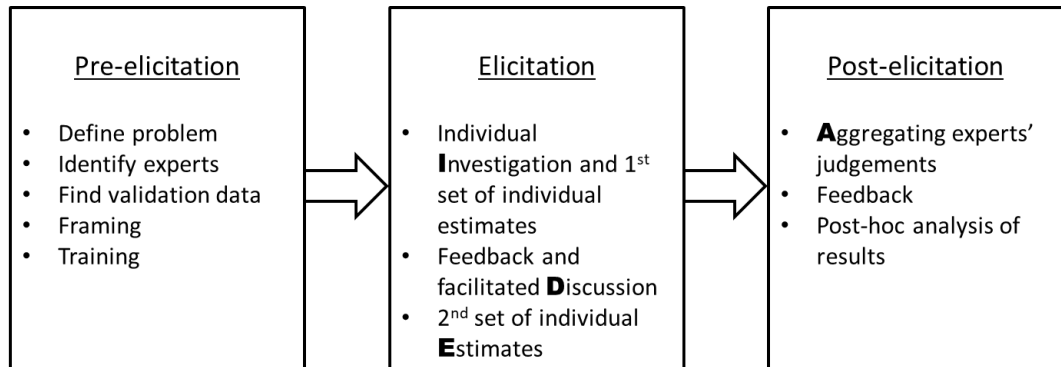 Pre-elicitation
• Define problem
• Identify experts
• Find validation data
• Framing
• Training
Elicitation
• Individual
Investigation and 1st
set of individual
estimates
• Feedback and
facilitated Discussion
• 2nd set of individual
Estimates
Post-elicitation
• Aggregating experts’
judgements
• Feedback
• Post-hoc analysis of
results